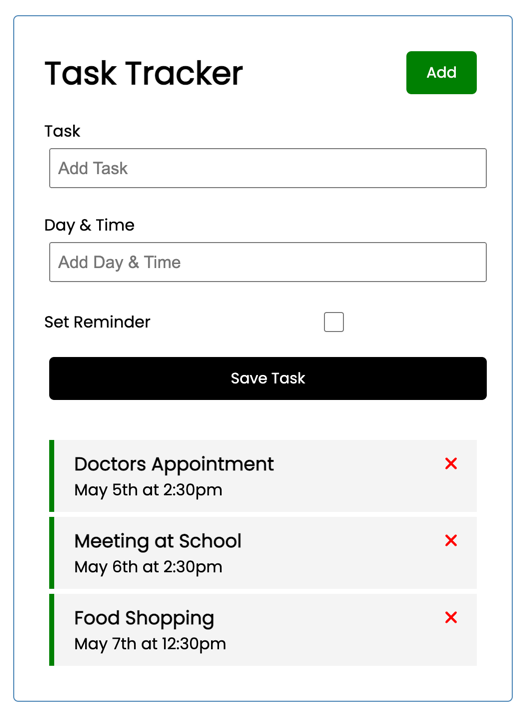 Task Tracker
Add
Task
Add Task
Day & Time
Add Day & Time
Set Reminder
Save Task
Doctors Appointment
May 5th at 2:30pm
Meeting at School
May 6th at 2:30pm
Food Shopping
May 7th at 12:30pm